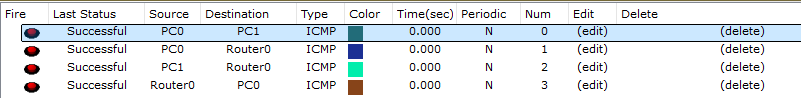 Fire Last Status Source Destination Type Color Time(sec) Periodic Num Edit Delete
Successful PC0 PC1 ICMP 0.000 N 0 (edit) (delete)
Successful PC0 Router0 ICMP 0.000 N 1 (edit) (delete)
Successful PC1 Router0 ICMP 0.000 N 2 (edit) (delete)
Successful Router0 PC0 ICMP 0.000 N 3 (edit) (delete)